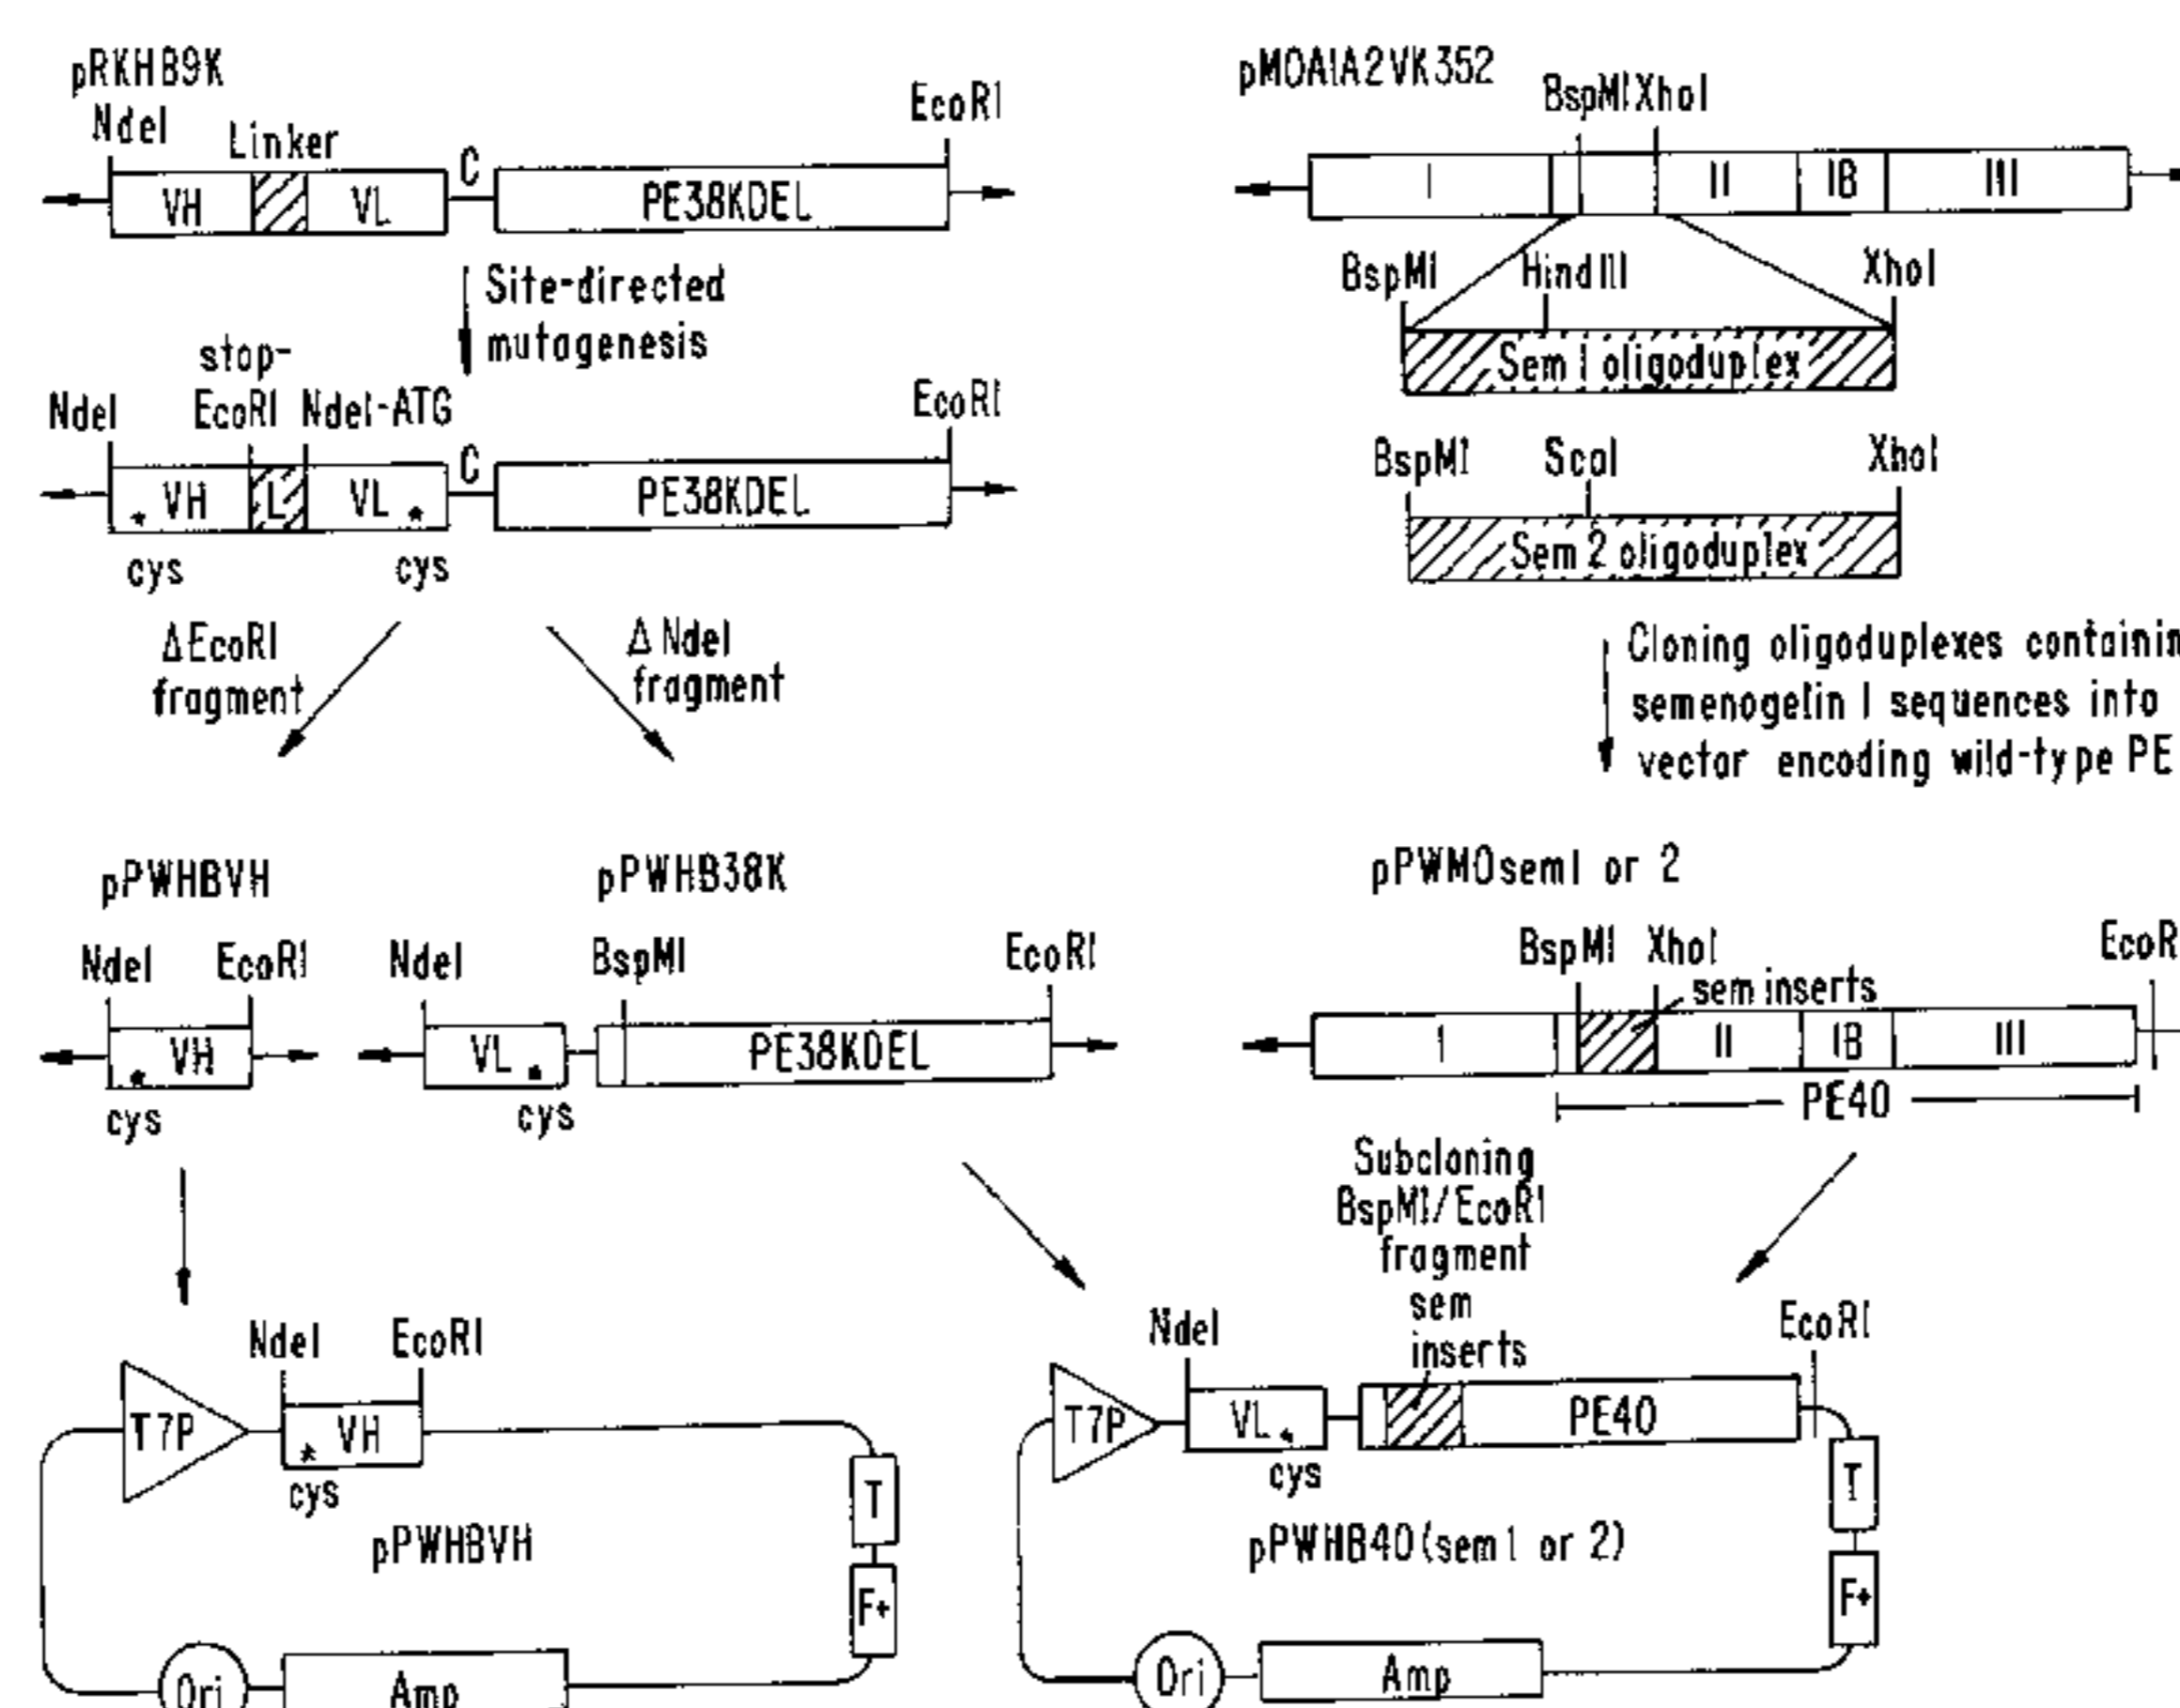 pRKHB9K
NdeI
Linker
EcoRI
VH
VL
C
PE38KDEL
Site-directed
mutagenesis
stop-
NdeI
EcoRI
NdeI-ATG
EcoRI
VH
L
VL
C
PE38KDEL
* *
cys
cys
ΔEcoRI
fragment
Δ NdeI
fragment
pMOA1A2VK352
BspMI XhoI
I
II
IB
III
BspMI
HindIII
XhoI
Sem 1 oligoduplex
BspMI
ScaI
XhoI
Sem 2 oligoduplex
Cloning oligoduplexes containin
semenogelin I sequences into
vector encoding wild-type PE
pPWHBVH
NdeI
EcoRI
* VH
cys
pPWHB38K
NdeI
BspMI
EcoRI
VL *
PE38KDEL
cys
pPWMOsem1 or 2
BspMI
XhoI
EcoR
sem inserts
I
II
IB
III
PE40
Subcloning
BspMI/EcoRI
fragment
sem
inserts
NdeI
EcoRI
T7P
* VH
cys
T
F+
pPWHBVH
Ori
Amp
NdeI
EcoRI
T7P
VL *
PE40
cys
T
F+
pPWHB40(sem1 or 2)
Ori
Amp